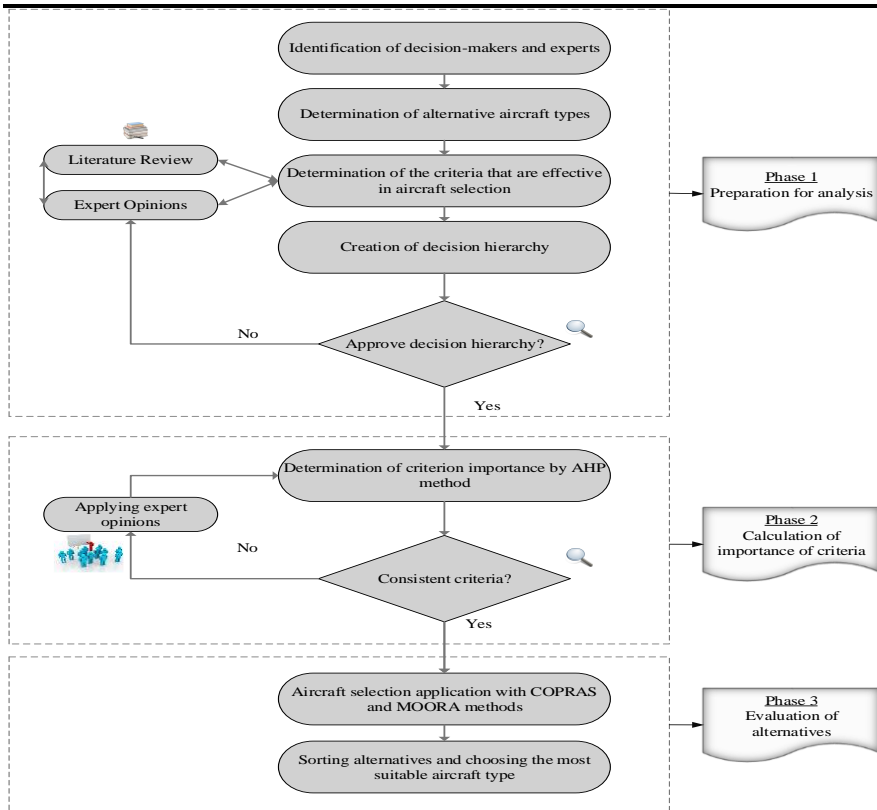 Identification of decision-makers and experts
Determination of alternative aircraft types
Literature Review
Expert Opinions
Determination of the criteria that are effective
in aircraft selection
Phase 1
Preparation for analysis
Creation of decision hierarchy
No
Approve decision hierarchy?
Yes
Determination of criterion importance by AHP
method
Applying expert
opinions
Phase 2
Calculation of
importance of criteria
No
Consistent criteria?
Yes
Aircraft selection application with COPRAS
and MOORA methods
Phase 3
Evaluation of
alternatives
Sorting alternatives and choosing the most
suitable aircraft type